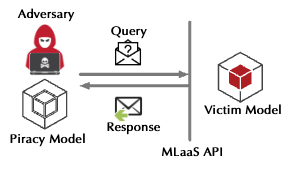 Adversary
Query
Victim Model
Piracy Model
Response
MLaaS API